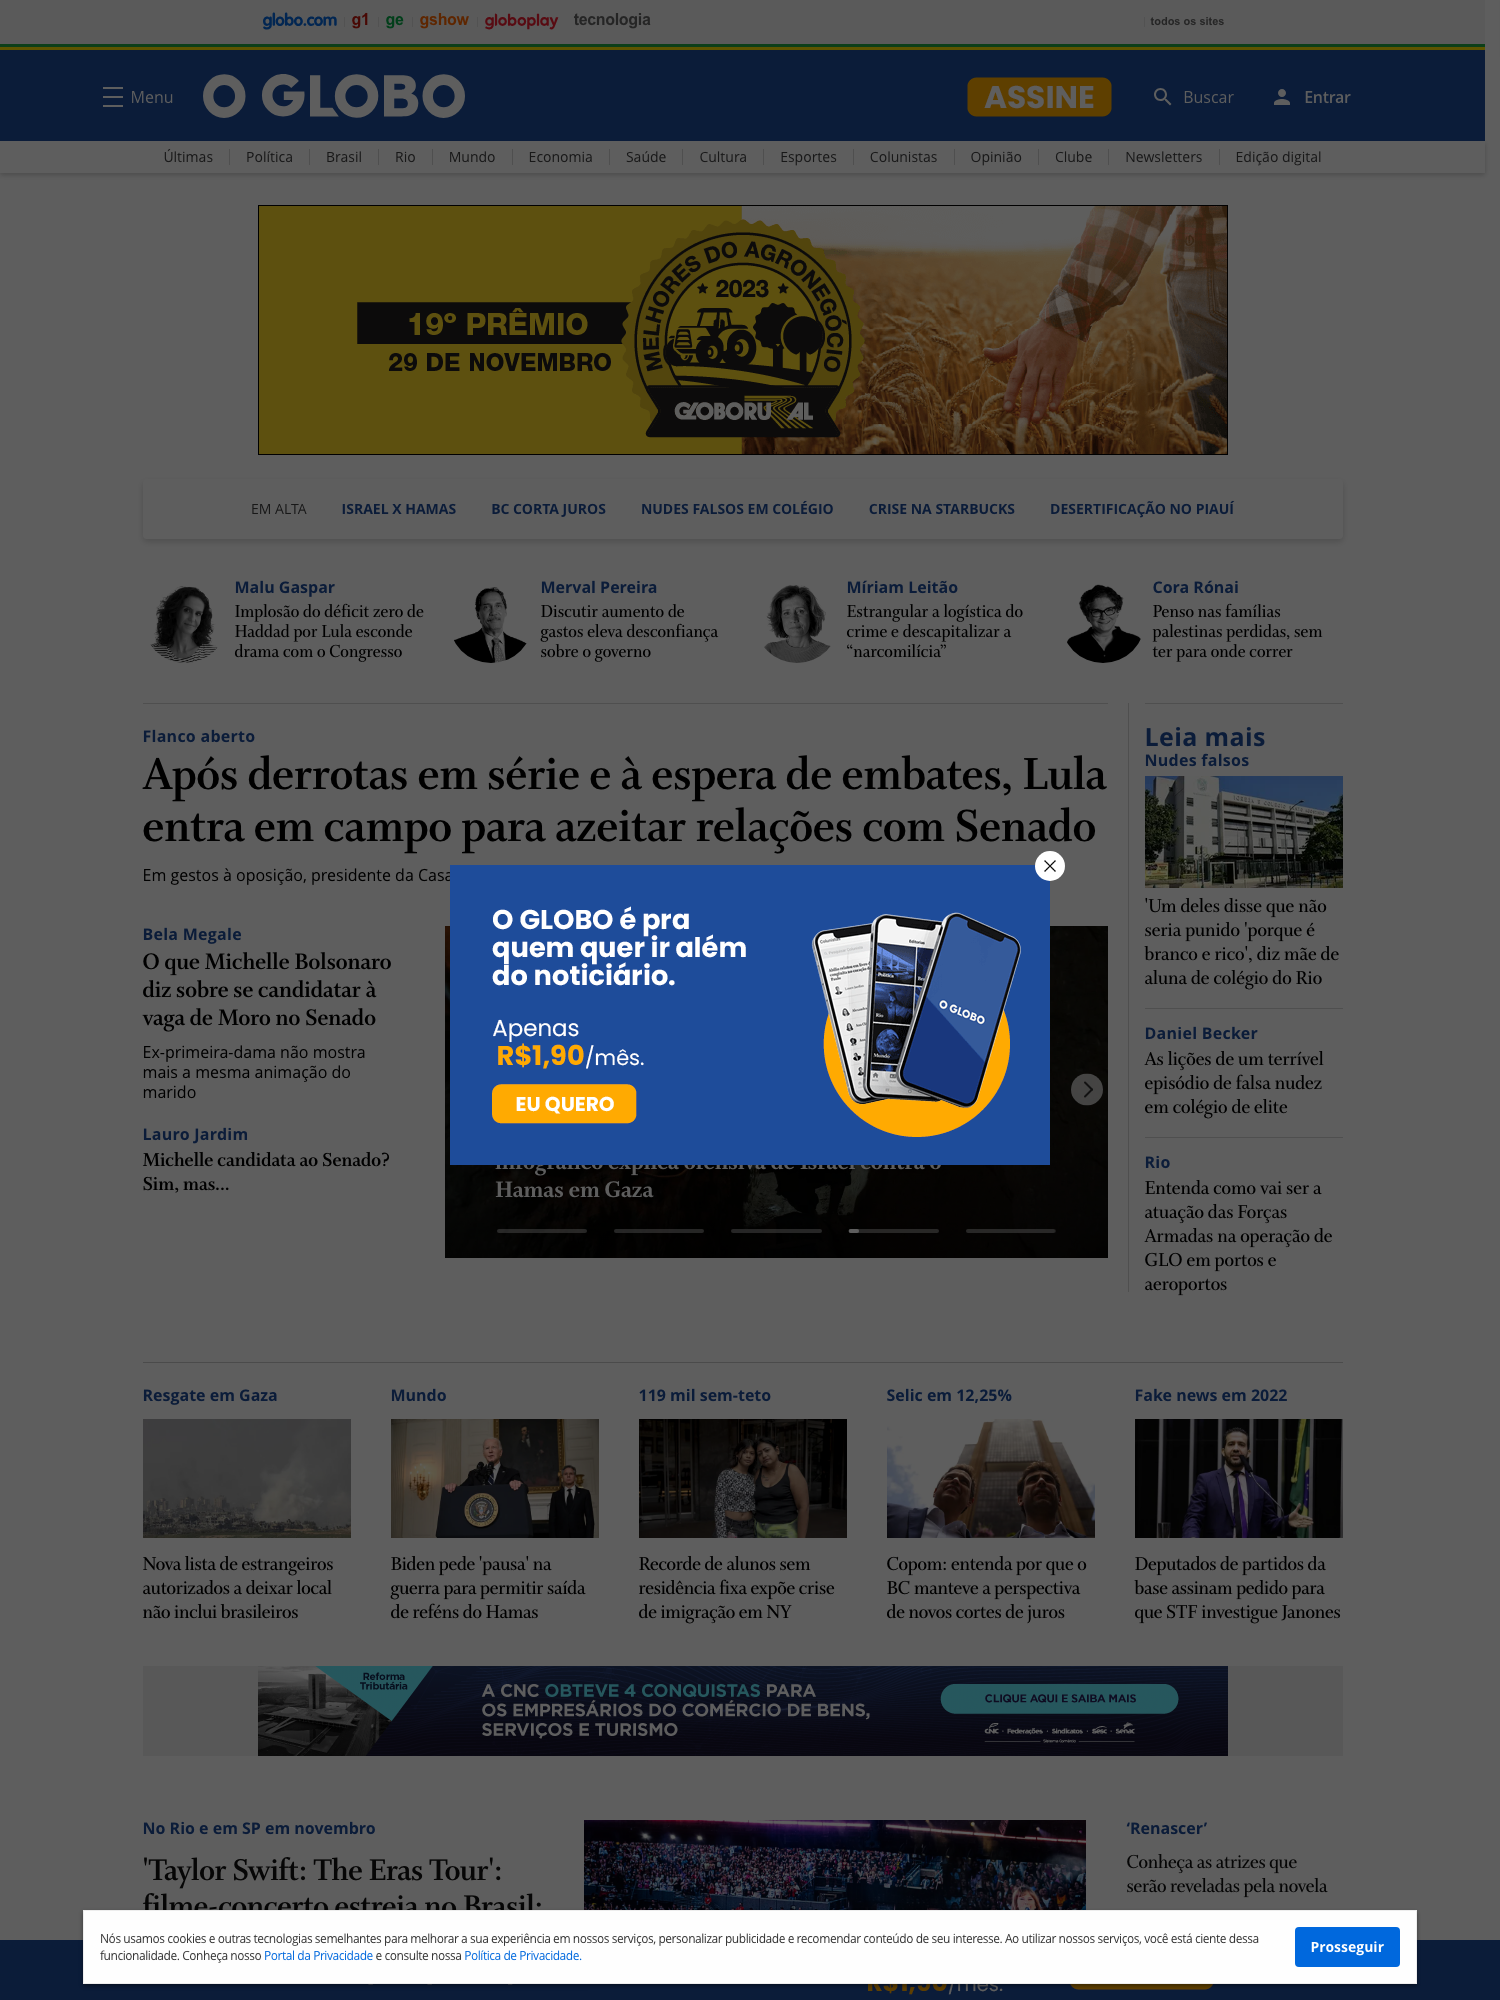 globo.com g1 ge gshow globoplay tecnologia todos os sites
Menu O GLOBO ASSINE Buscar Entrar
Últimas Política Brasil Rio Mundo Economia Saúde Cultura Esportes Colunistas Opinião Clube Newsletters Edição digital
19º PRÊMIO
29 DE NOVEMBRO
MELHORES DO AGRONEGÓCIO
2023
GLOBO RURAL
EM ALTA ISRAEL X HAMAS BC CORTA JUROS NUDES FALSOS EM COLÉGIO CRISE NA STARBUCKS DESERTIFICAÇÃO NO PIAUÍ
Malu Gaspar
Implosão do déficit zero de
Haddad por Lula esconde
drama com o Congresso
Merval Pereira
Discutir aumento de
gastos eleva desconfiança
sobre o governo
Míriam Leitão
Estrangular a logística do
crime e descapitalizar a
“narcomilícia”
Cora Rónai
Penso nas famílias
palestinas perdidas, sem
ter para onde correr
Flanco aberto
Após derrotas em série e à espera de embates, Lula
entra em campo para azeitar relações com Senado
Em gestos à oposição, presidente da Casa
Bela Megale
O que Michelle Bolsonaro
diz sobre se candidatar à
vaga de Moro no Senado
Ex-primeira-dama não mostra
mais a mesma animação do
marido
Lauro Jardim
Michelle candidata ao Senado?
Sim, mas...
O GLOBO é pra
quem quer ir além
do noticiário.
Apenas
R$1,90/mês.
EU QUERO
Editorias
Política
Rio
Mundo
O GLOBO
Infográfico explica ofensiva de Israel contra o
Hamas em Gaza
Leia mais
Nudes falsos
'Um deles disse que não
seria punido 'porque é
branco e rico', diz mãe de
aluna de colégio do Rio
Daniel Becker
As lições de um terrível
episódio de falsa nudez
em colégio de elite
Rio
Entenda como vai ser a
atuação das Forças
Armadas na operação de
GLO em portos e
aeroportos
Resgate em Gaza
Nova lista de estrangeiros
autorizados a deixar local
não inclui brasileiros
Mundo
Biden pede 'pausa' na
guerra para permitir saída
de reféns do Hamas
119 mil sem-teto
Recorde de alunos sem
residência fixa expõe crise
de imigração em NY
Selic em 12,25%
Copom: entenda por que o
BC manteve a perspectiva
de novos cortes de juros
Fake news em 2022
Deputados de partidos da
base assinam pedido para
que STF investigue Janones
Reforma
Tributária
A CNC OBTEVE 4 CONQUISTAS PARA
OS EMPRESÁRIOS DO COMÉRCIO DE BENS,
SERVIÇOS E TURISMO
CLIQUE AQUI E SAIBA MAIS
CNC Federações Sindicatos Sesc Senac
No Rio e em SP em novembro
'Taylor Swift: The Eras Tour':
filme-concerto estreia no Brasil;
‘Renascer’
Conheça as atrizes que
serão reveladas pela novela
Nós usamos cookies e outras tecnologias semelhantes para melhorar a sua experiência em nossos serviços, personalizar publicidade e recomendar conteúdo de seu interesse. Ao utilizar nossos serviços, você está ciente dessa
funcionalidade. Conheça nosso Portal da Privacidade e consulte nossa Política de Privacidade.
Prosseguir
R$1,90/mês.